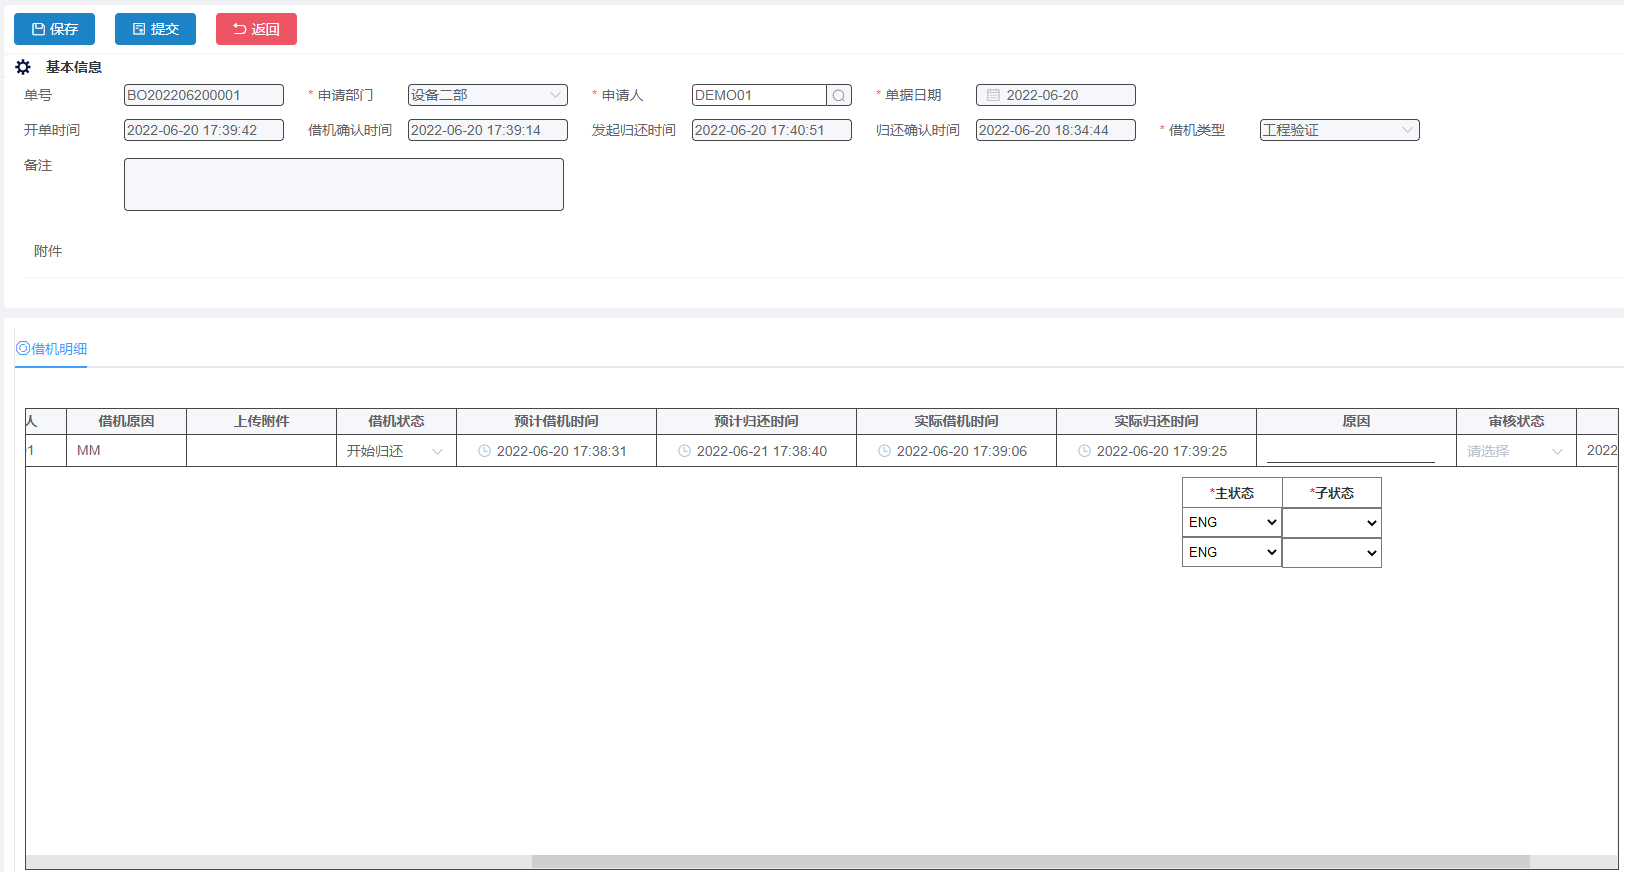 保存 提交 返回
基本信息
单号 BO202206200001 * 申请部门 设备二部 * 申请人 DEMO01 * 单据日期 2022-06-20
开单时间 2022-06-20 17:39:42 借机确认时间 2022-06-20 17:39:14 发起归还时间 2022-06-20 17:40:51 归还确认时间 2022-06-20 18:34:44 * 借机类型 工程验证
备注
附件
借机明细
人 借机原因 上传附件 借机状态 预计借机时间 预计归还时间 实际借机时间 实际归还时间 原因 审核状态
1 MM 开始归还 2022-06-20 17:38:31 2022-06-21 17:38:40 2022-06-20 17:39:06 2022-06-20 17:39:25 请选择 2022
*主状态 *子状态
ENG
ENG